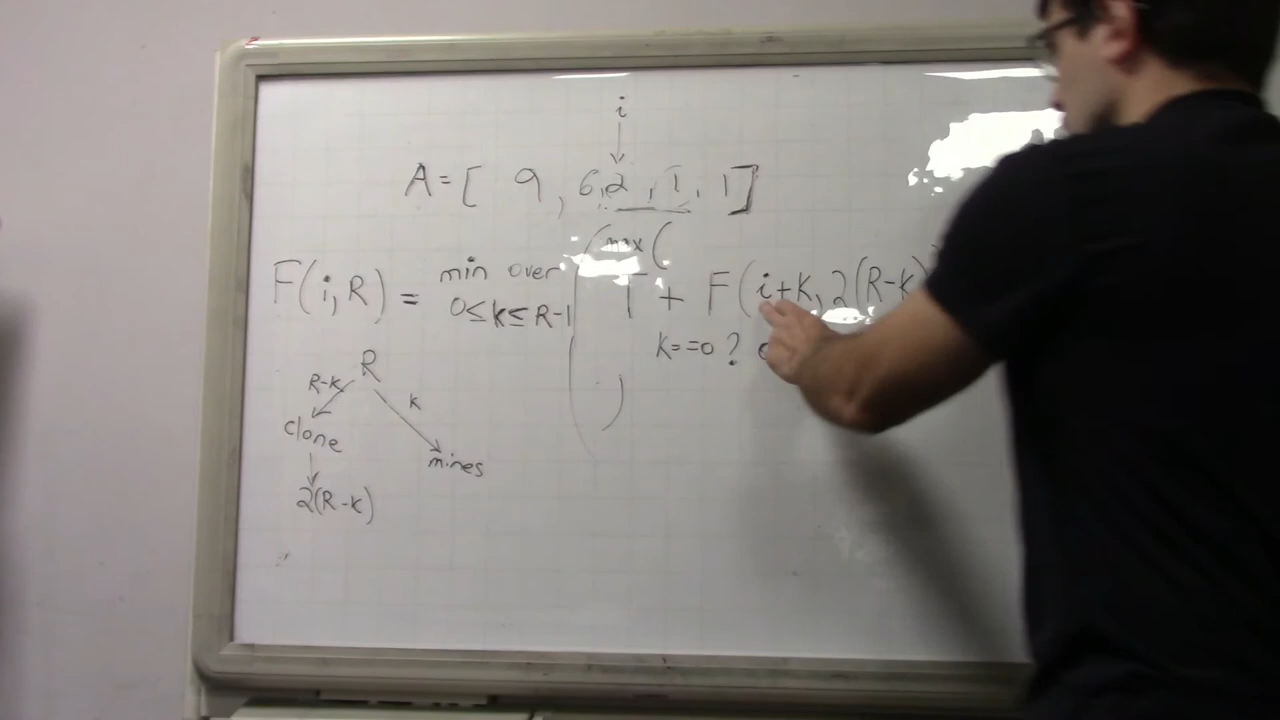 i
A = [ 9 , 6 , 2 , 1 , 1 ]
max (
F(i, R) = min over 0≤k≤R-1 ( 1 + F(i+K, 2(R-k)
K==0 ?
)
R
R-k K
clone
mines
2(R-k)